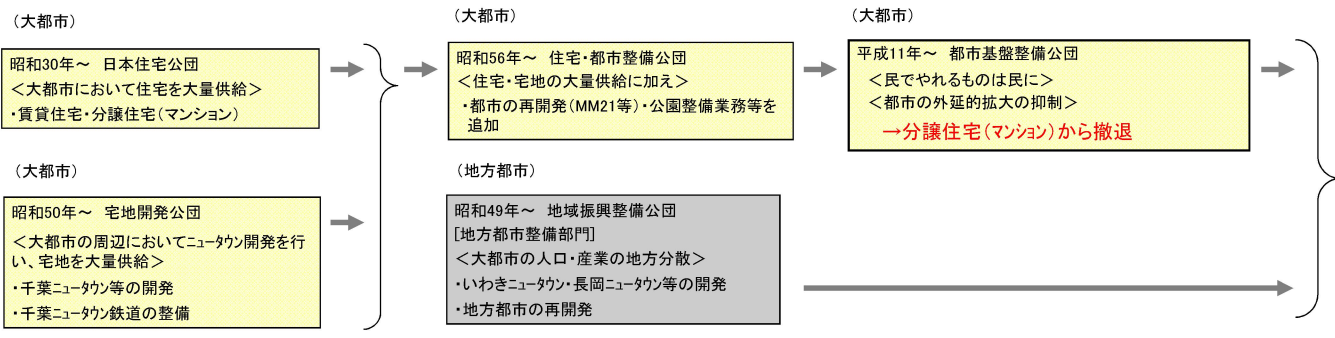 (大都市)
昭和30年~ 日本住宅公団
<大都市において住宅を大量供給>
・賃貸住宅・分譲住宅(マンション)
(大都市)
昭和50年~ 宅地開発公団
<大都市の周辺においてニュータウン開発を行
い、宅地を大量供給>
・千葉ニュータウン等の開発
・千葉ニュータウン鉄道の整備
(大都市)
昭和56年~ 住宅・都市整備公団
<住宅・宅地の大量供給に加え>
・都市の再開発(MM21等)・公園整備業務等を
追加
(地方都市)
昭和49年~ 地域振興整備公団
[地方都市整備部門]
<大都市の人口・産業の地方分散>
・いわきニュータウン・長岡ニュータウン等の開発
・地方都市の再開発
(大都市)
平成11年~ 都市基盤整備公団
<民でやれるものは民に>
<都市の外延的拡大の抑制>
→分譲住宅(マンション)から撤退